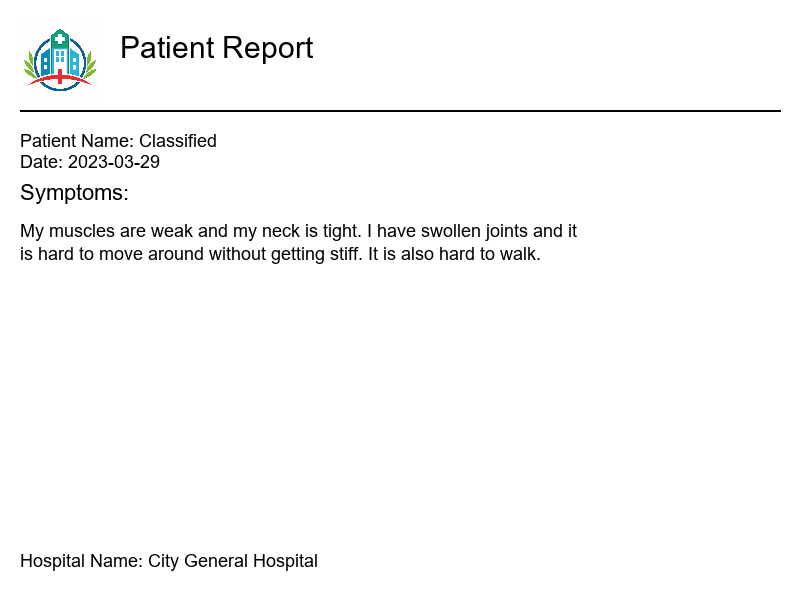 Patient Report
Patient Name: Classified
Date: 2023-03-29
Symptoms:
My muscles are weak and my neck is tight. I have swollen joints and it
is hard to move around without getting stiff. It is also hard to walk.
Hospital Name: City General Hospital